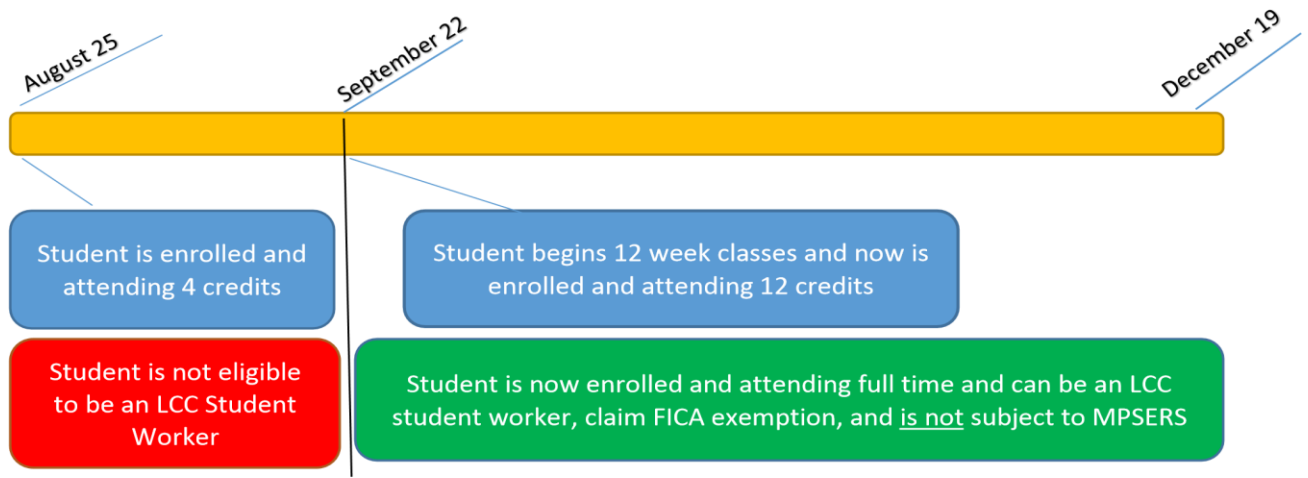 August 25
September 22
December 19
Student is enrolled and
attending 4 credits
Student begins 12 week classes and now is
enrolled and attending 12 credits
Student is not eligible
to be an LCC Student
Worker
Student is now enrolled and attending full time and can be an LCC
student worker, claim FICA exemption, and is not subject to MPSERS